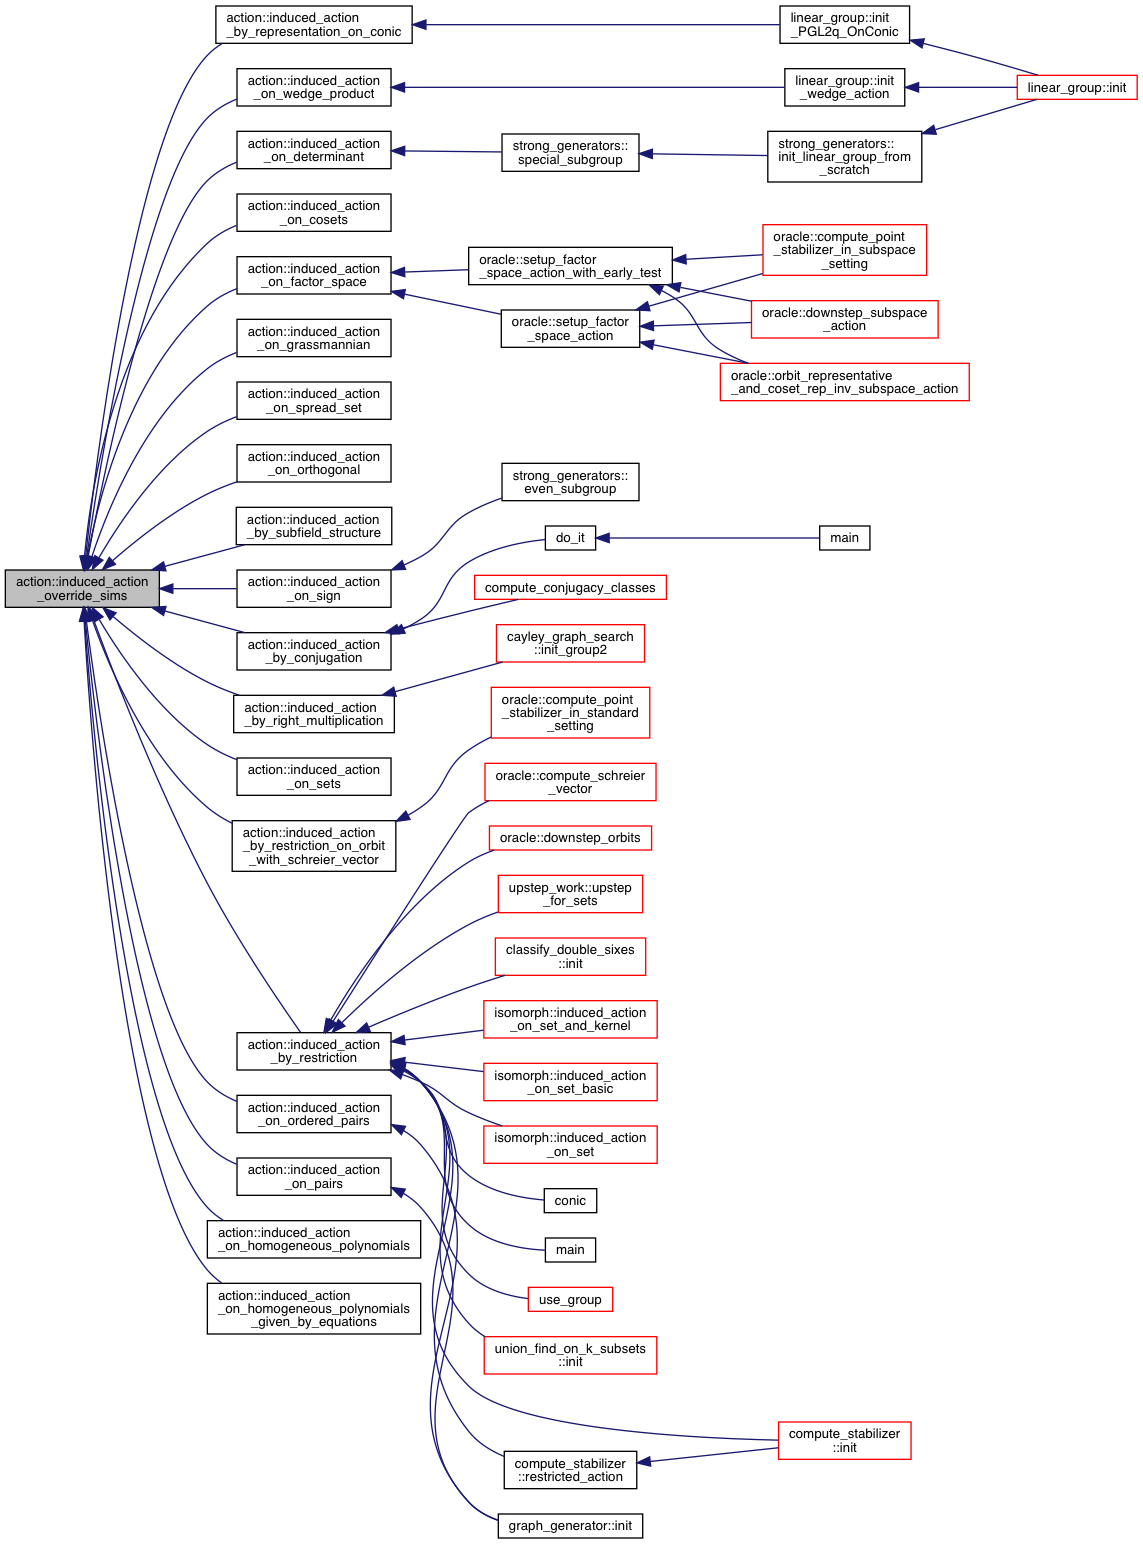 action::induced_action
_by_representation_on_conic
linear_group::init
_PGL2q_OnConic
action::induced_action
_on_wedge_product
linear_group::init
_wedge_action
linear_group::init
action::induced_action
_on_determinant
strong_generators::
special_subgroup
strong_generators::
init_linear_group_from
_scratch
action::induced_action
_on_cosets
action::induced_action
_on_factor_space
oracle::setup_factor
_space_action_with_early_test
oracle::compute_point
_stabilizer_in_subspace
_setting
oracle::setup_factor
_space_action
oracle::downstep_subspace
_action
action::induced_action
_on_grassmannian
oracle::orbit_representative
_and_coset_rep_inv_subspace_action
action::induced_action
_on_spread_set
action::induced_action
_on_orthogonal
strong_generators::
even_subgroup
action::induced_action
_by_subfield_structure
do_it
main
action::induced_action
_override_sims
action::induced_action
_on_sign
compute_conjugacy_classes
action::induced_action
_by_conjugation
cayley_graph_search
::init_group2
action::induced_action
_by_right_multiplication
oracle::compute_point
_stabilizer_in_standard
_setting
action::induced_action
_on_sets
oracle::compute_schreier
_vector
action::induced_action
_by_restriction_on_orbit
_with_schreier_vector
oracle::downstep_orbits
upstep_work::upstep
_for_sets
classify_double_sixes
::init
isomorph::induced_action
_on_set_and_kernel
action::induced_action
_by_restriction
isomorph::induced_action
_on_set_basic
action::induced_action
_on_ordered_pairs
isomorph::induced_action
_on_set
action::induced_action
_on_pairs
conic
action::induced_action
_on_homogeneous_polynomials
main
action::induced_action
_on_homogeneous_polynomials
_given_by_equations
use_group
union_find_on_k_subsets
::init
compute_stabilizer
::init
compute_stabilizer
::restricted_action
graph_generator::init